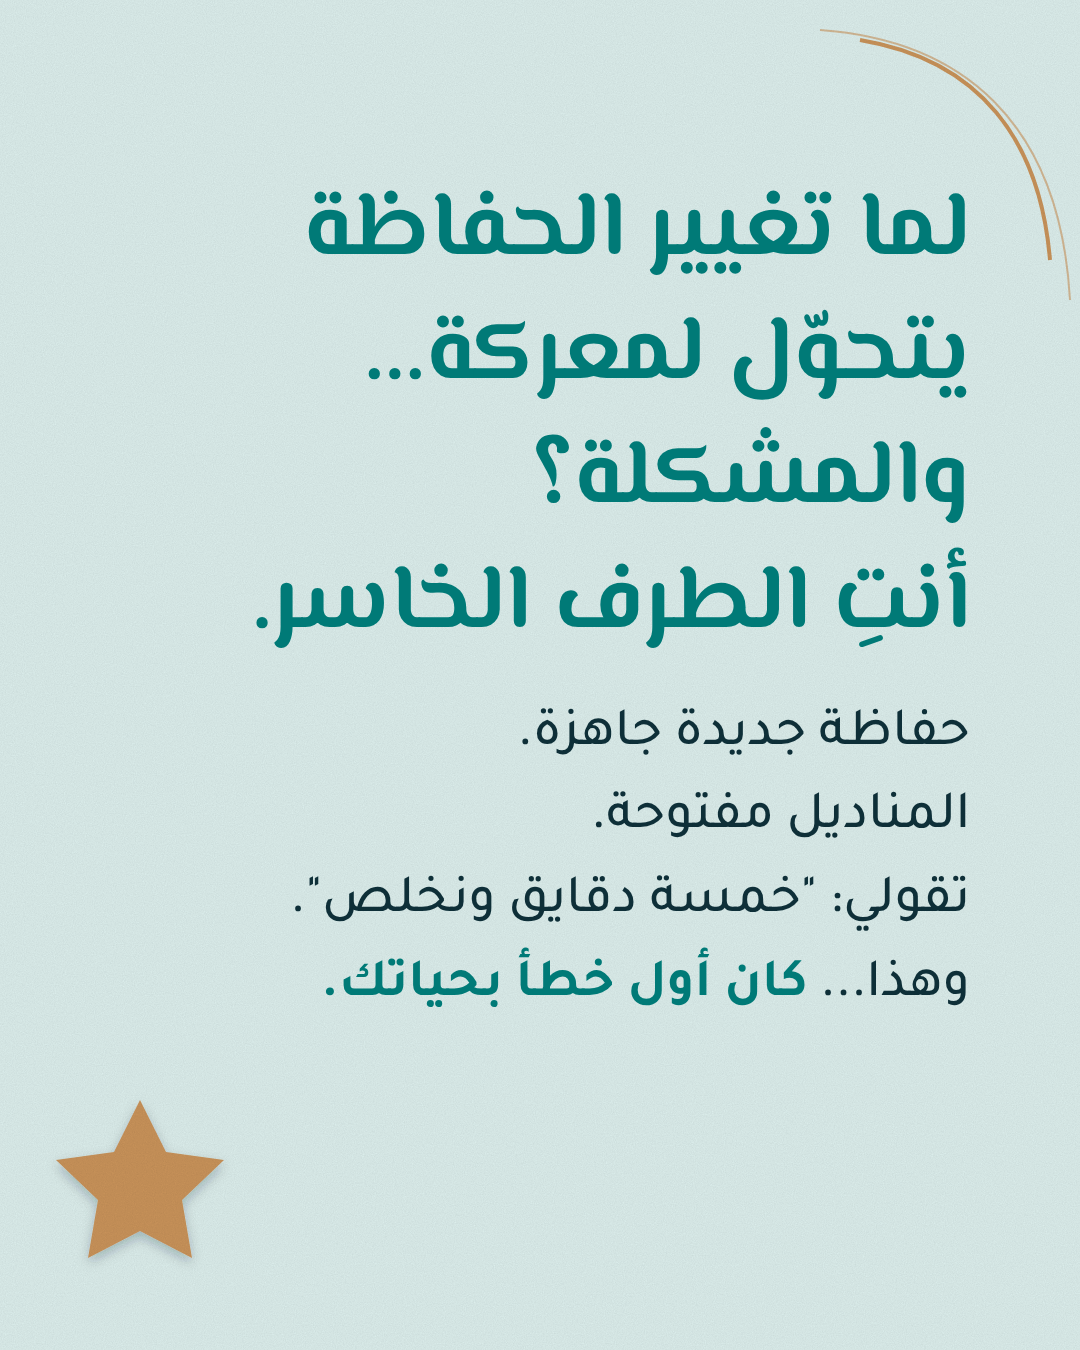 لما تغيير الحفاظة
يتحوّل لمعركة...
والمشكلة؟
أنتِ الطرف الخاسر.
حفاظة جديدة جاهزة.
المناديل مفتوحة.
تقولي: "خمسة دقايق ونخلص".
وهذا... كان أول خطأ بحياتك.